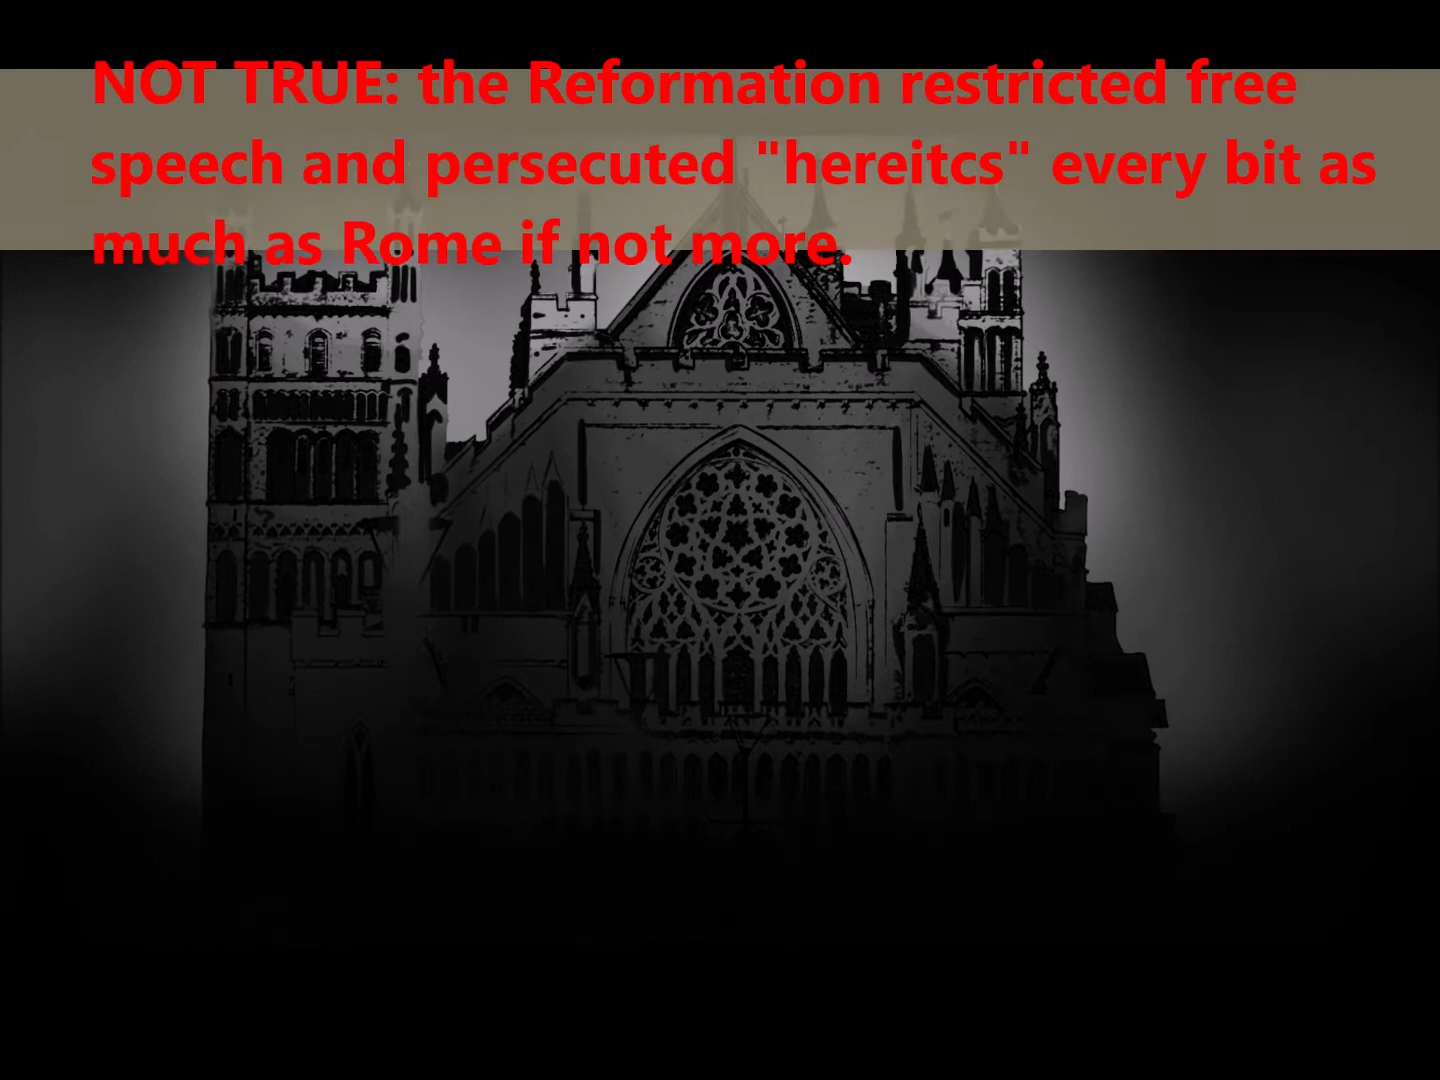 NOT TRUE: the Reformation restricted free
speech and persecuted "hereitcs" every bit as
much as Rome if not more.